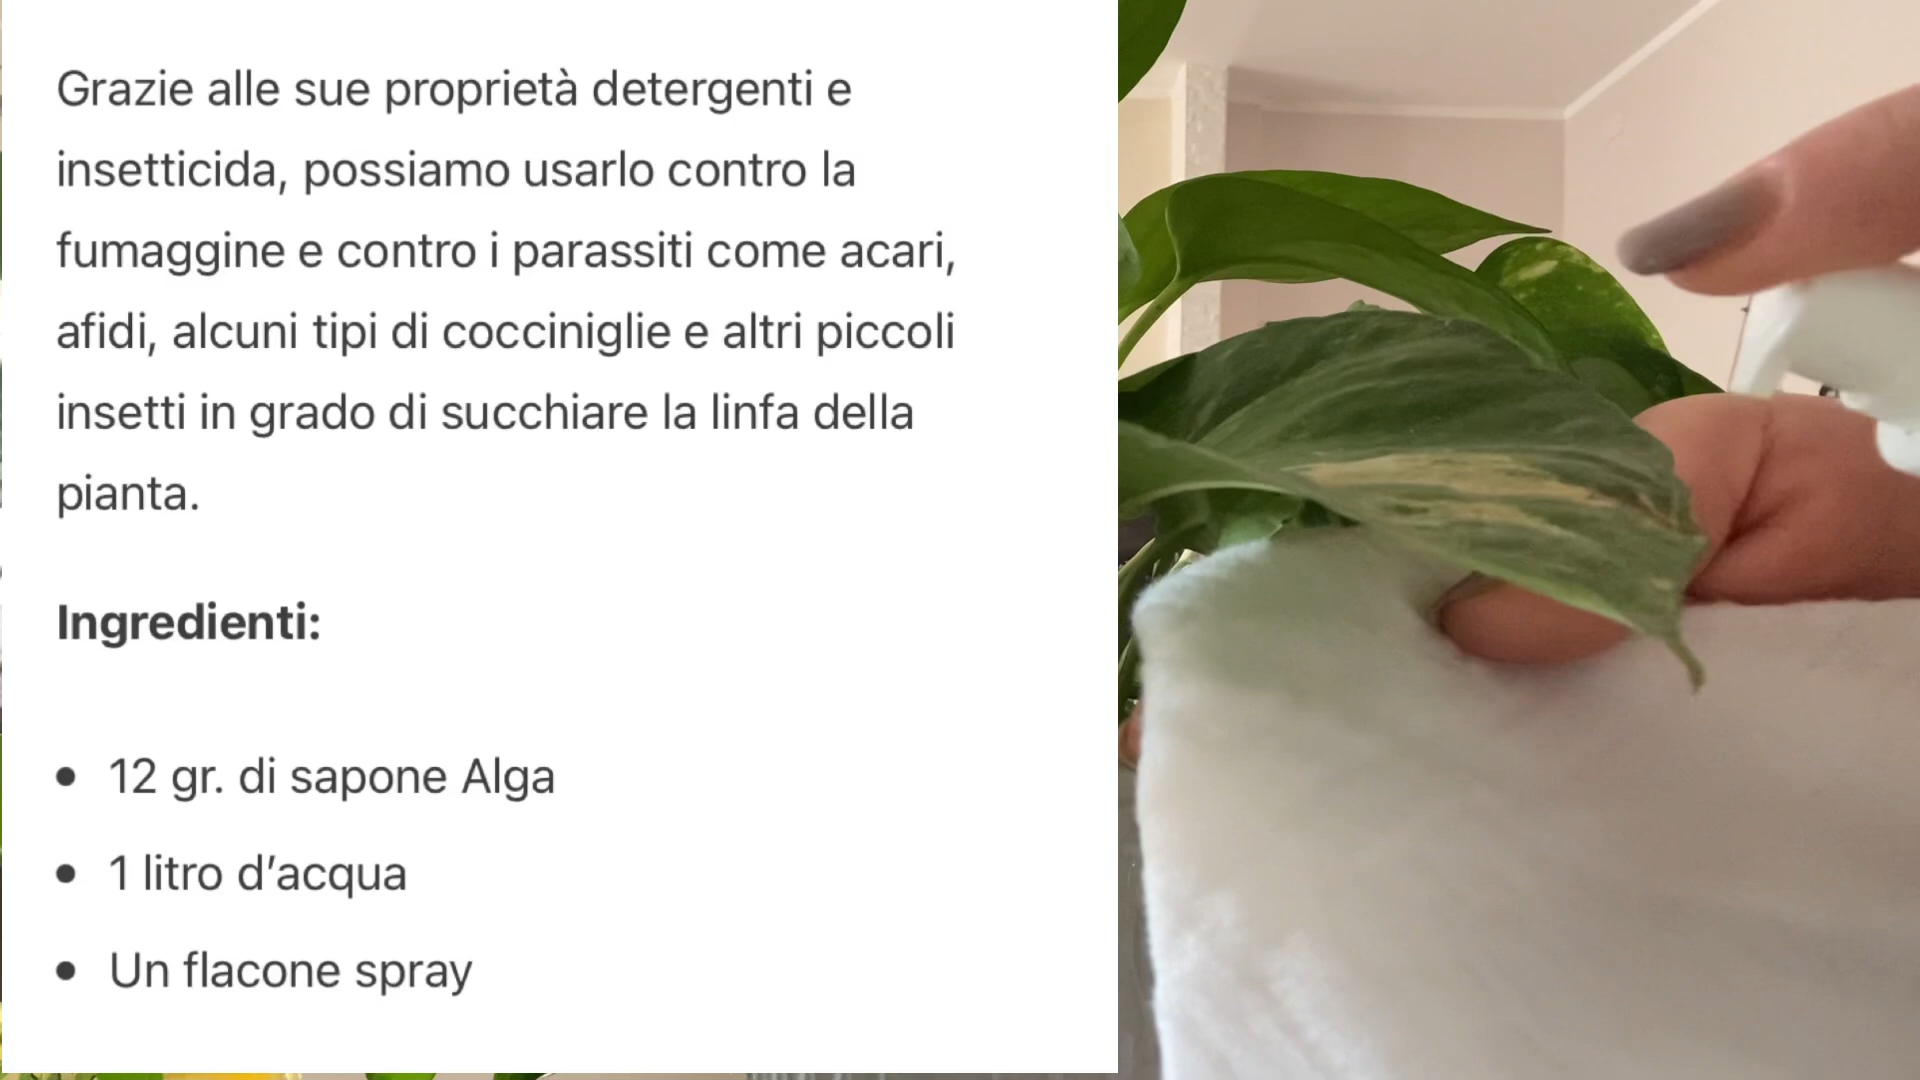 Grazie alle sue proprietà detergenti e
insetticida, possiamo usarlo contro la
fumaggine e contro i parassiti come acari,
afidi, alcuni tipi di cocciniglie e altri piccoli
insetti in grado di succhiare la linfa della
pianta.
Ingredienti:
• 12 gr. di sapone Alga
• 1 litro d’acqua
• Un flacone spray